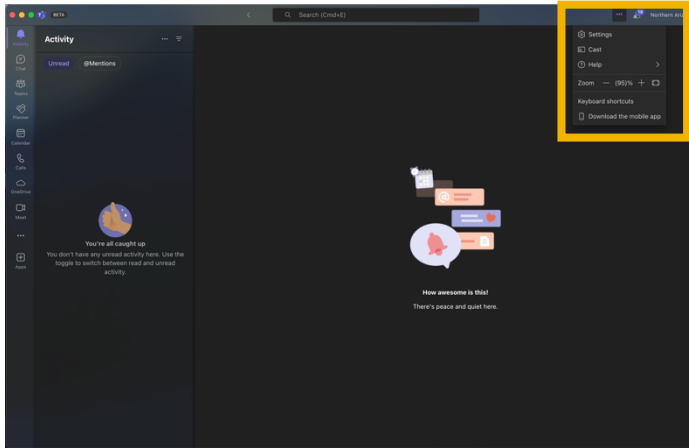 BETA
Search (Cmd+E)
Northern
Activity
Unread
@Mentions
Activity
Chat
Teams
Planner
Calendar
Calls
OneDrive
Meet
Apps
Settings
Cast
Help
Zoom — (95)% +
Keyboard shortcuts
Download the mobile app
You're all caught up
You don't have any unread activity here. Use the
toggle to switch between read and unread
activity.
How awesome is this!
There's peace and quiet here.